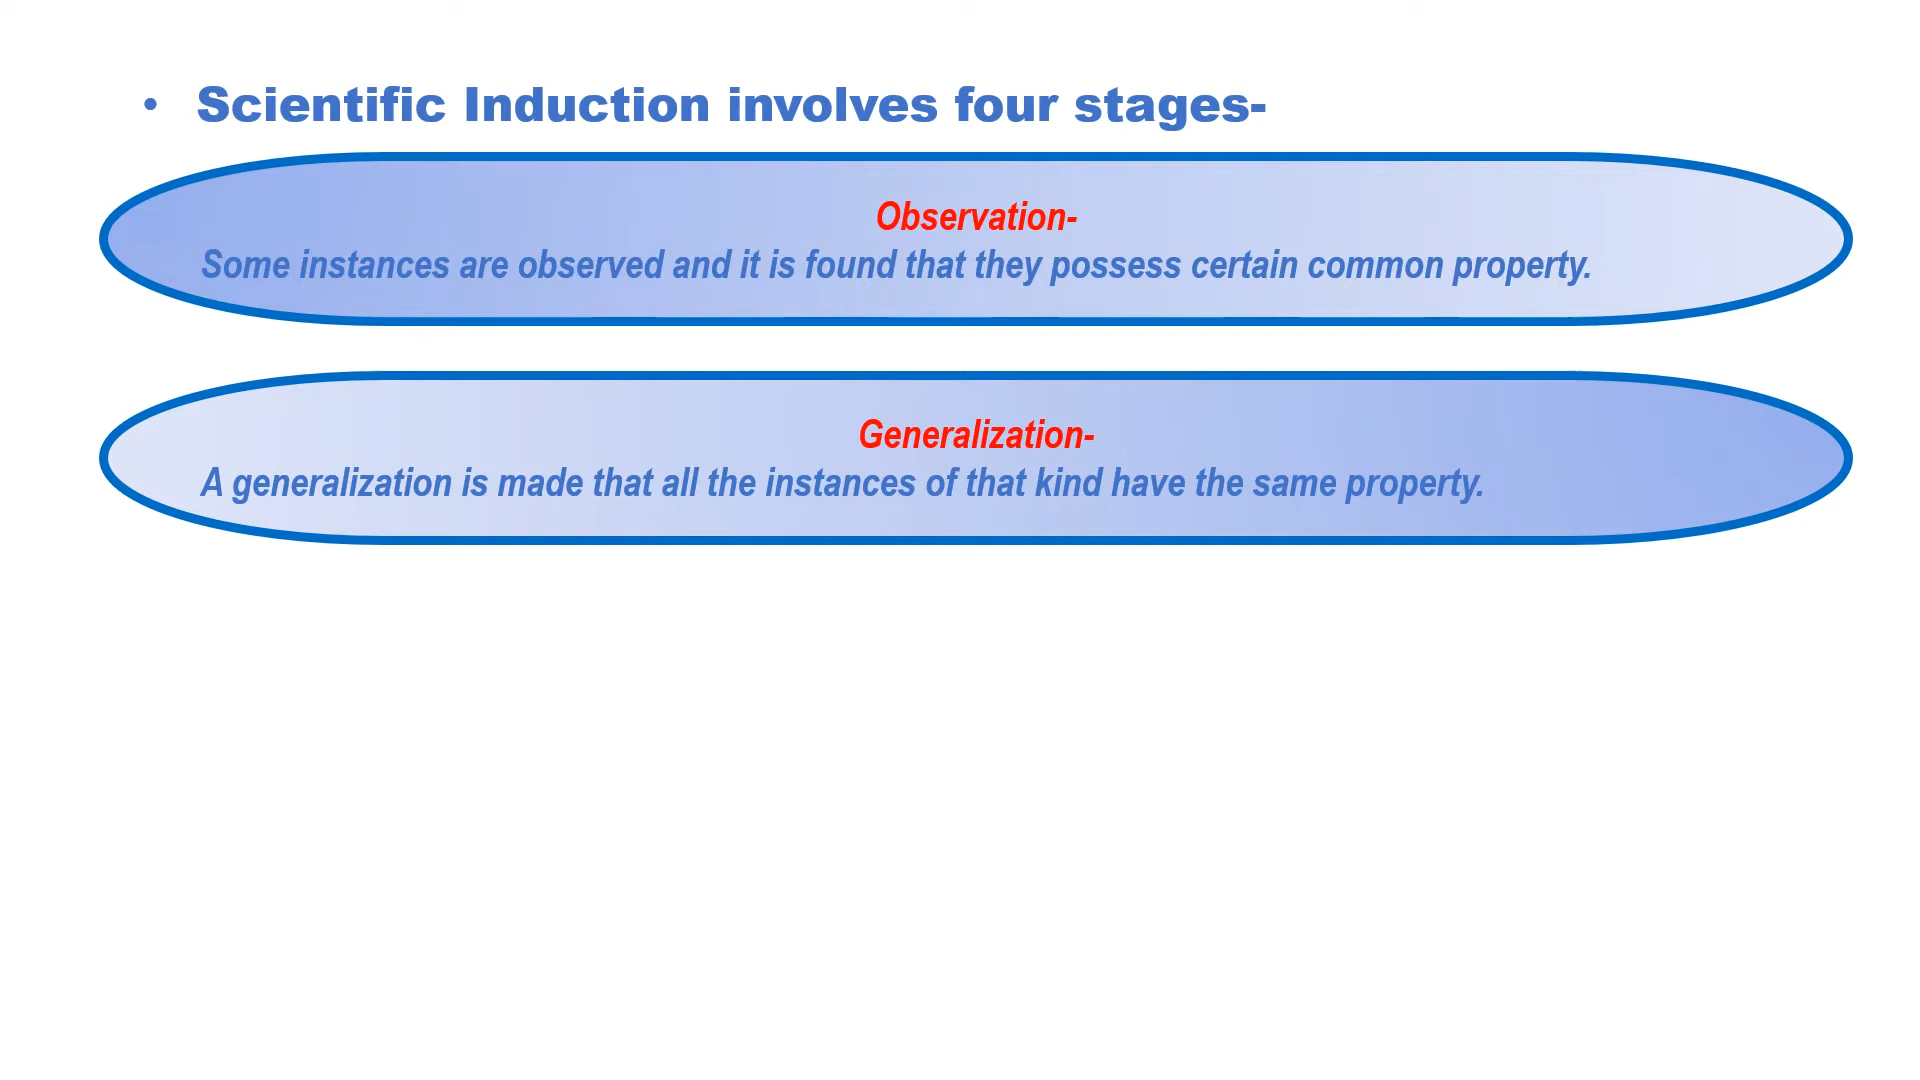 • Scientific Induction involves four stages-
Observation-
Some instances are observed and it is found that they possess certain common property.
Generalization-
A generalization is made that all the instances of that kind have the same property.